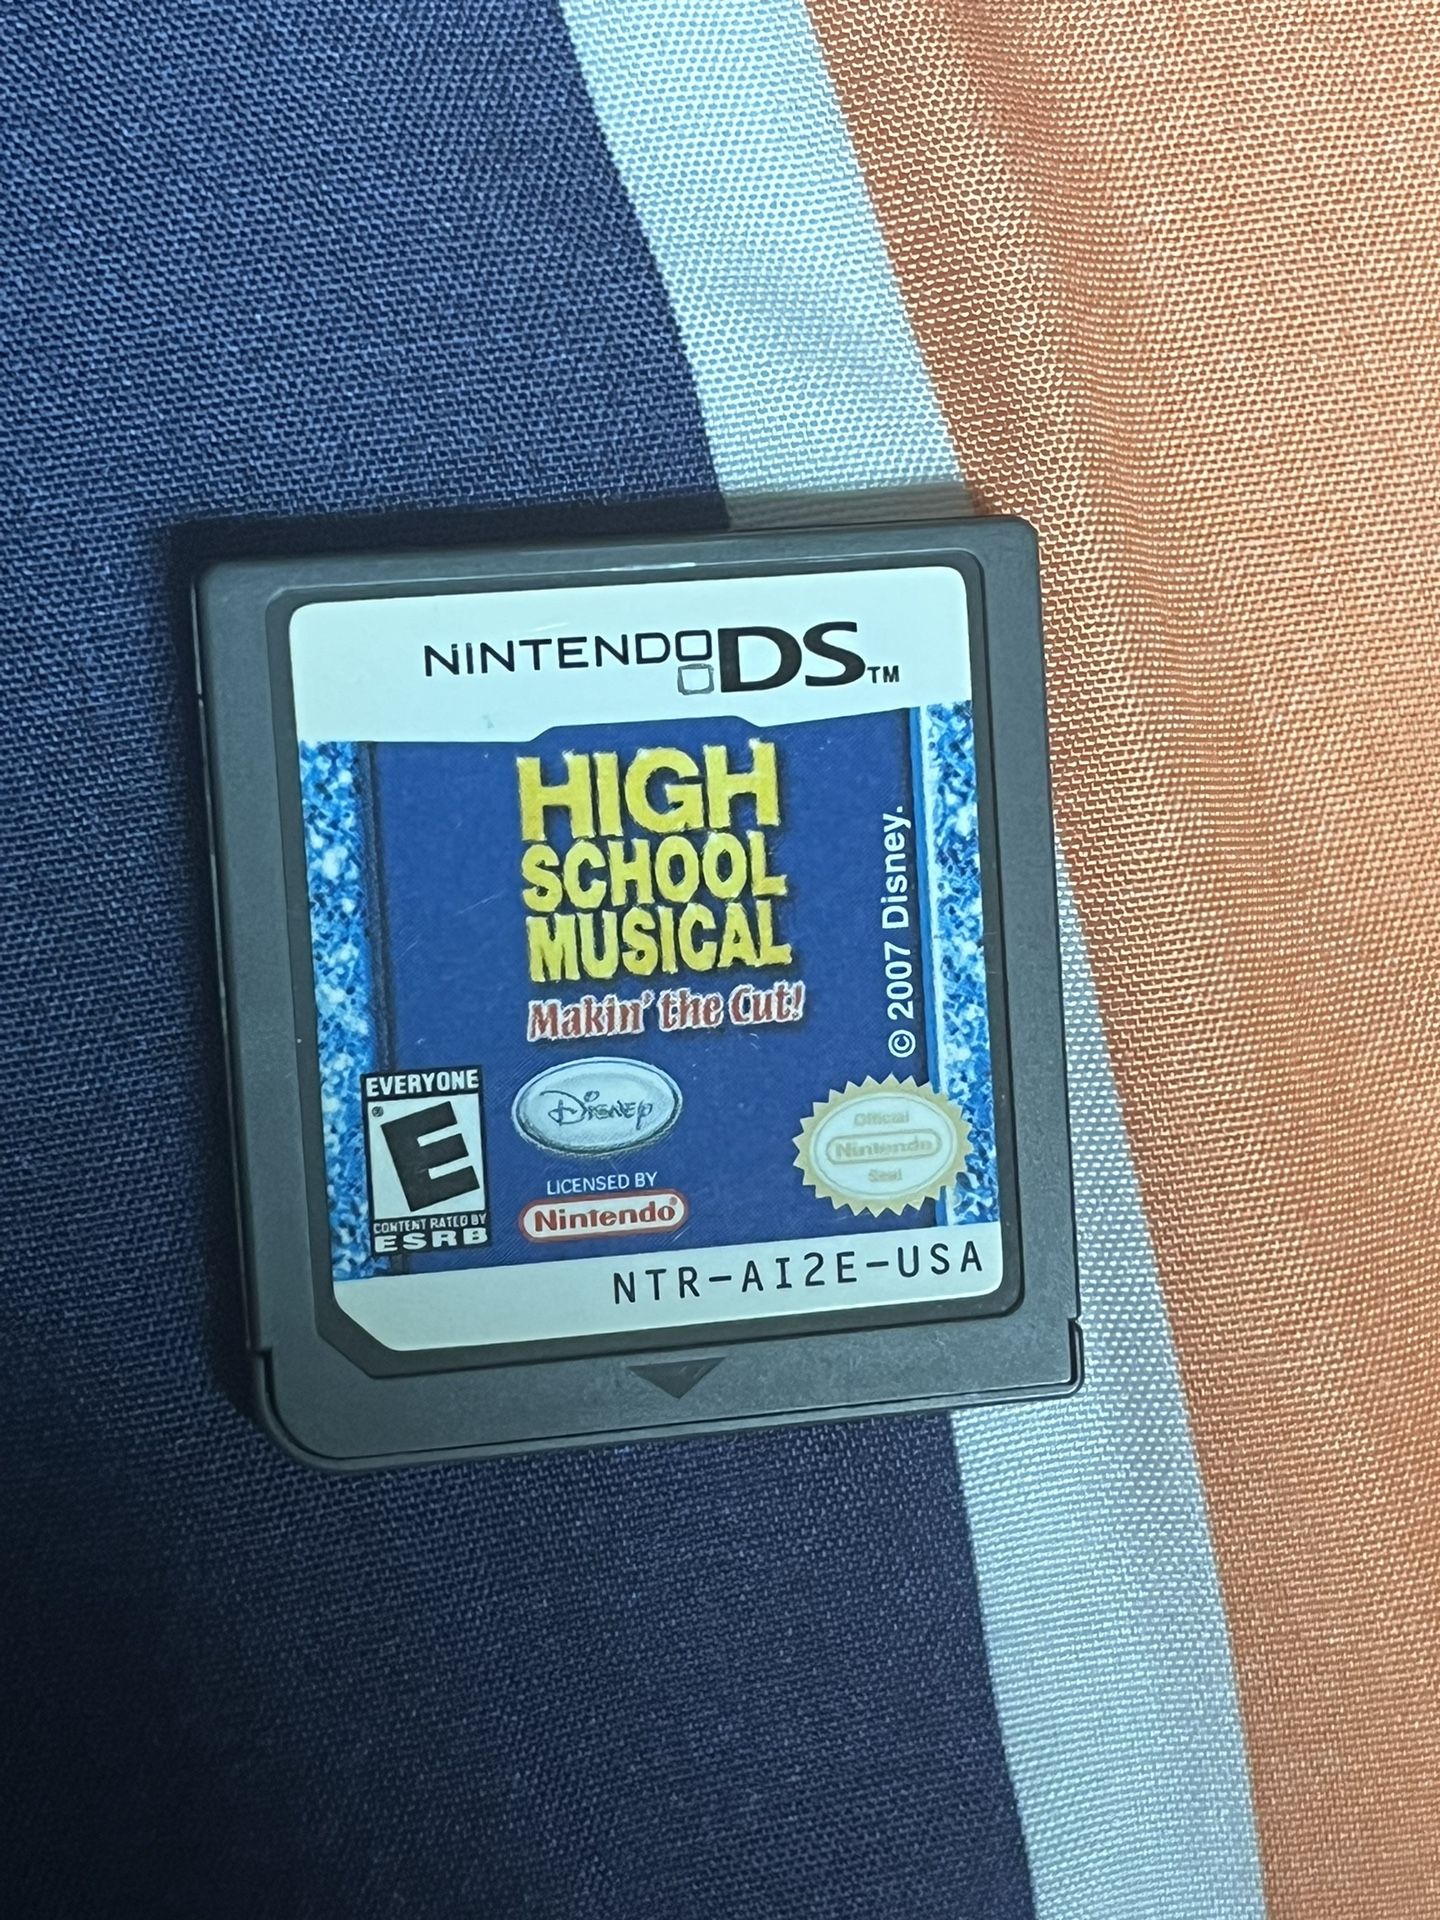 NINTENDO DS™
HIGH
SCHOOL
MUSICAL
Makin' the Cut!
© 2007 Disney.
EVERYONE
E
CONTENT RATED BY
ESRB
Disney
LICENSED BY
Nintendo®
Official
Nintendo
Seal
NTR-AI2E-USA